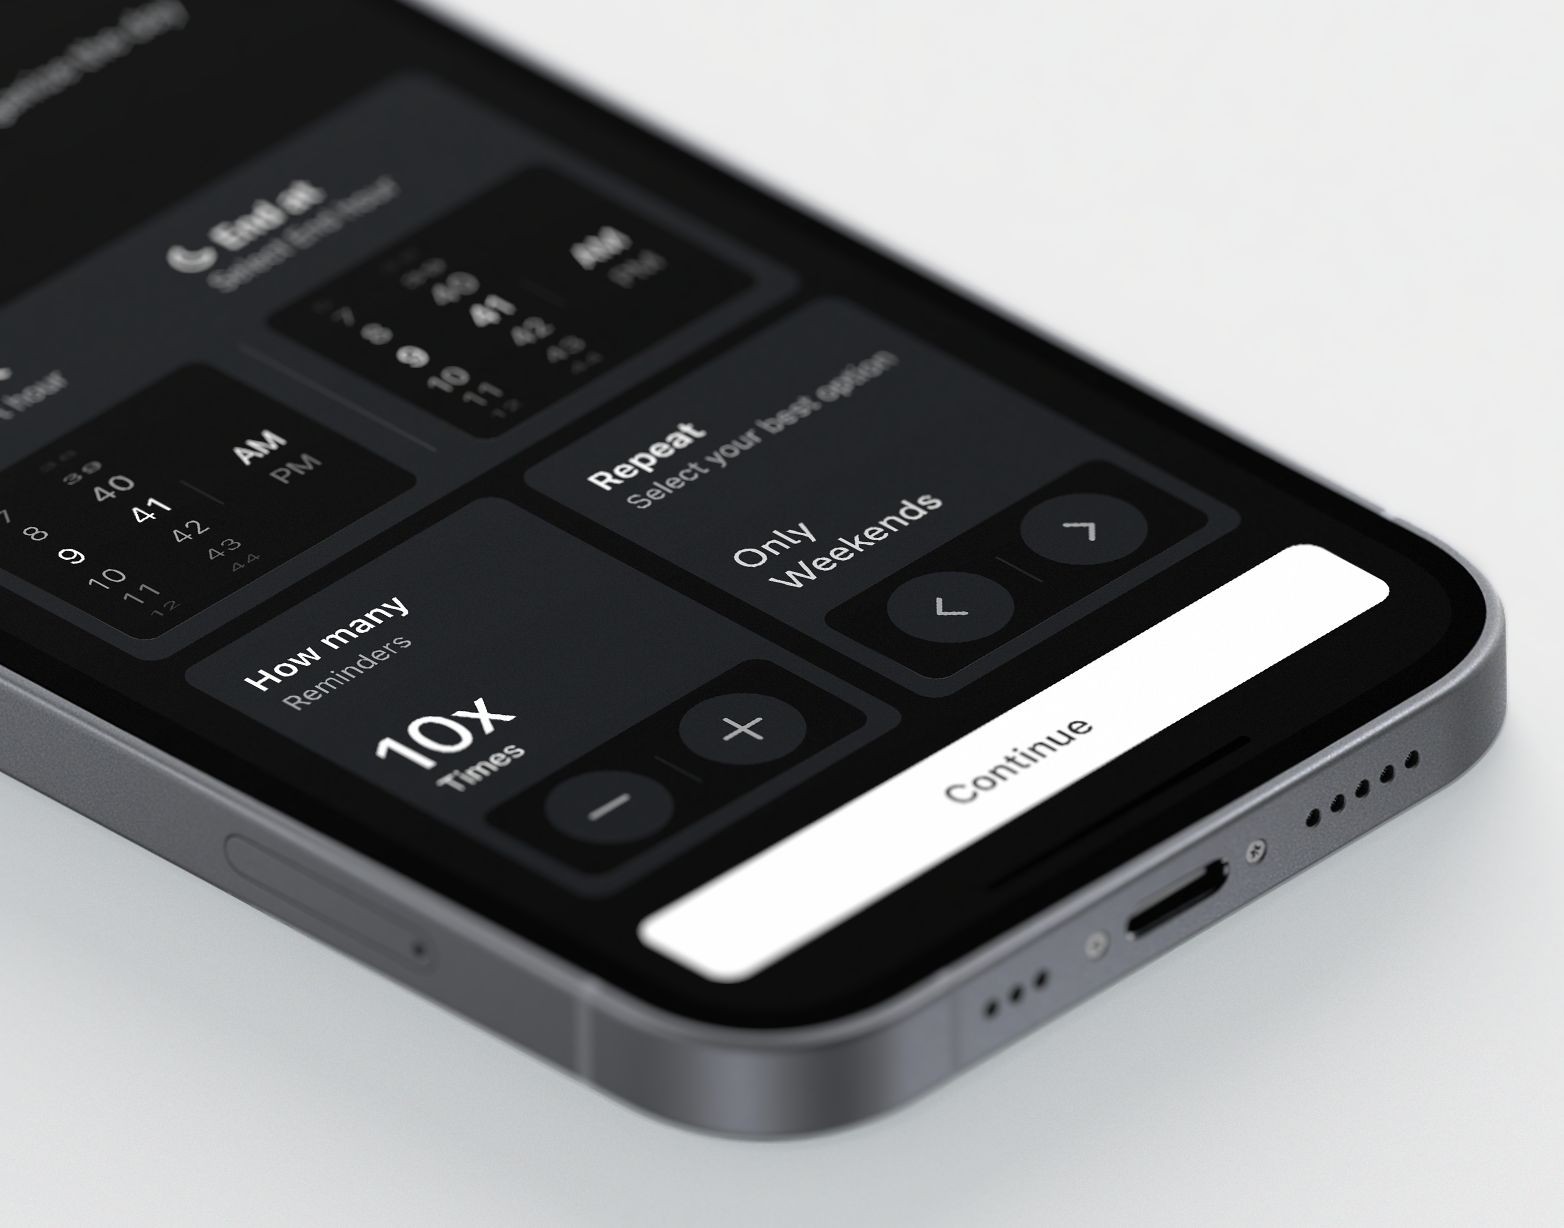 the day
End at
Select End hour
7 8 9 10 11 12
39 40 41 42 43 44
AM
PM
hour
7 8 9 10 11 12
39 40 41 42 43 44
AM
PM
Repeat
Select your best option
Only
Weekends
How many
Reminders
10x
Times
Continue